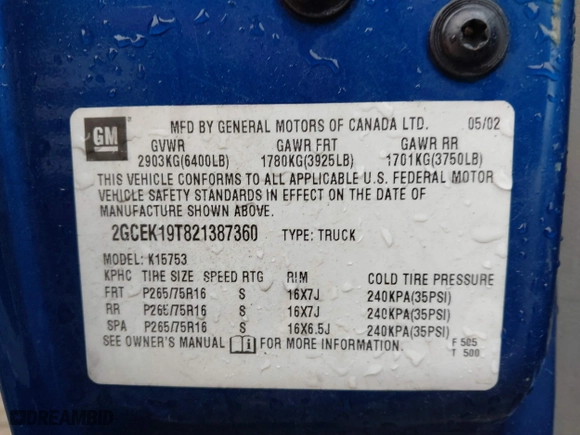 GM
MFD BY GENERAL MOTORS OF CANADA LTD. 05/02
GVWR GAWR FRT GAWR RR
2903KG(6400LB) 1780KG(3925LB) 1701KG(3750LB)
THIS VEHICLE CONFORMS TO ALL APPLICABLE U.S. FEDERAL MOTOR
VEHICLE SAFETY STANDARDS IN EFFECT ON THE DATE OF
MANUFACTURE SHOWN ABOVE.
2GCEK19T821387360 TYPE: TRUCK
MODEL: K15753
KPHC TIRE SIZE SPEED RTG RIM COLD TIRE PRESSURE
FRT P265/75R16 S 16X7J 240KPA(35PSI)
RR P265/75R16 S 16X7J 240KPA(35PSI)
SPA P265/75R16 S 16X6.5J 240KPA(35PSI)
SEE OWNER'S MANUAL FOR MORE INFORMATION. F 505
T 500
DREAMBID